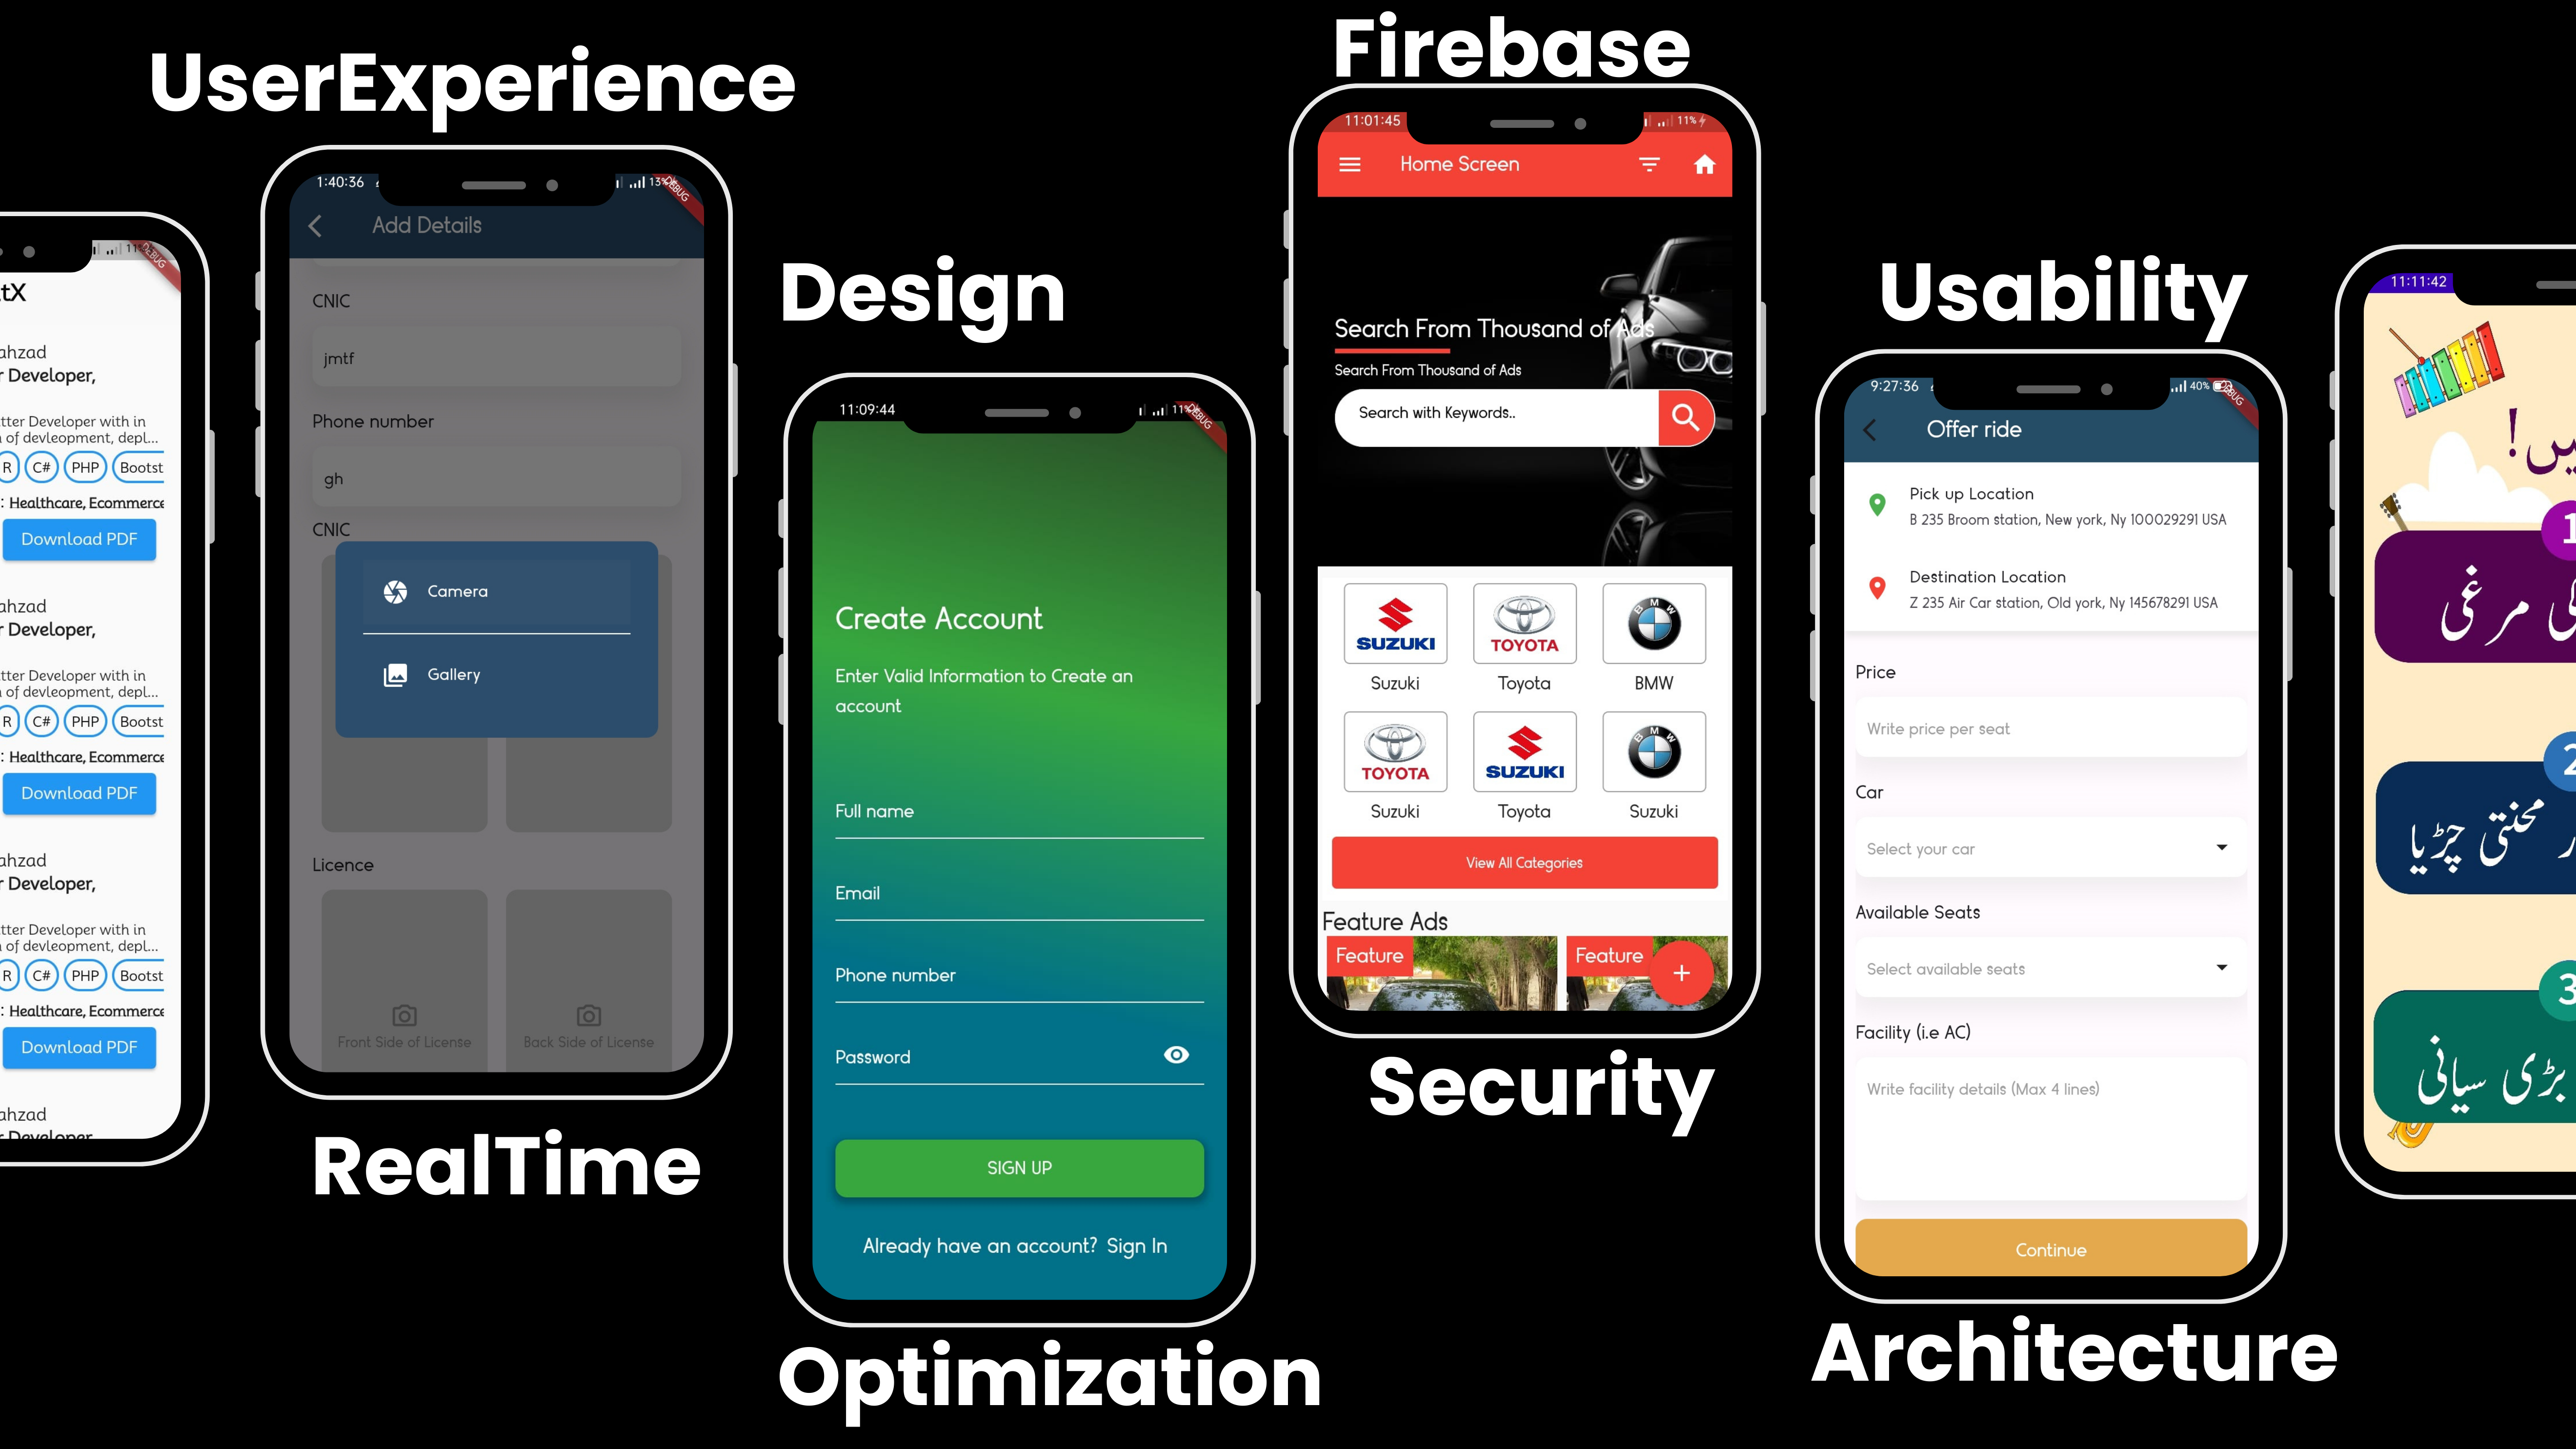 UserExperience
Firebase
Design
Usability
RealTime
Security
Optimization
Architecture
tX
ahzad
r Developer,
tter Developer with in
n of devleopment, depl...
R
C#
PHP
Bootst
: Healthcare, Ecommerce
Download PDF
ahzad
r Developer,
tter Developer with in
n of devleopment, depl...
R
C#
PHP
Bootst
: Healthcare, Ecommerce
Download PDF
ahzad
r Developer,
tter Developer with in
n of devleopment, depl...
R
C#
PHP
Bootst
: Healthcare, Ecommerce
Download PDF
ahzad
r Developer
DEBUG
1:40:36
13%
DEBUG
Add Details
CNIC
jmtf
Phone number
gh
CNIC
Camera
Gallery
Licence
Front Side of License
Back Side of License
11:09:44
11%
DEBUG
Create Account
Enter Valid Information to Create an
account
Full name
Email
Phone number
Password
SIGN UP
Already have an account? Sign In
11:01:45
11%
Home Screen
Search From Thousand of Ads
Search From Thousand of Ads
Search with Keywords..
SUZUKI
TOYOTA
BMW
Suzuki
Toyota
BMW
TOYOTA
SUZUKI
BMW
Suzuki
Toyota
Suzuki
View All Categories
Feature Ads
Feature
Feature
+
9:27:36
40%
DEBUG
Offer ride
Pick up Location
B 235 Broom station, New york, Ny 100029291 USA
Destination Location
Z 235 Air Car station, Old york, Ny 145678291 USA
Price
Write price per seat
Car
Select your car
Available Seats
Select available seats
Facility (i.e AC)
Write facility details (Max 4 lines)
Continue
11:11:42
یں!
1
کی مرغی
2
ر محنتی چڑیا
3
بڑی سیانی